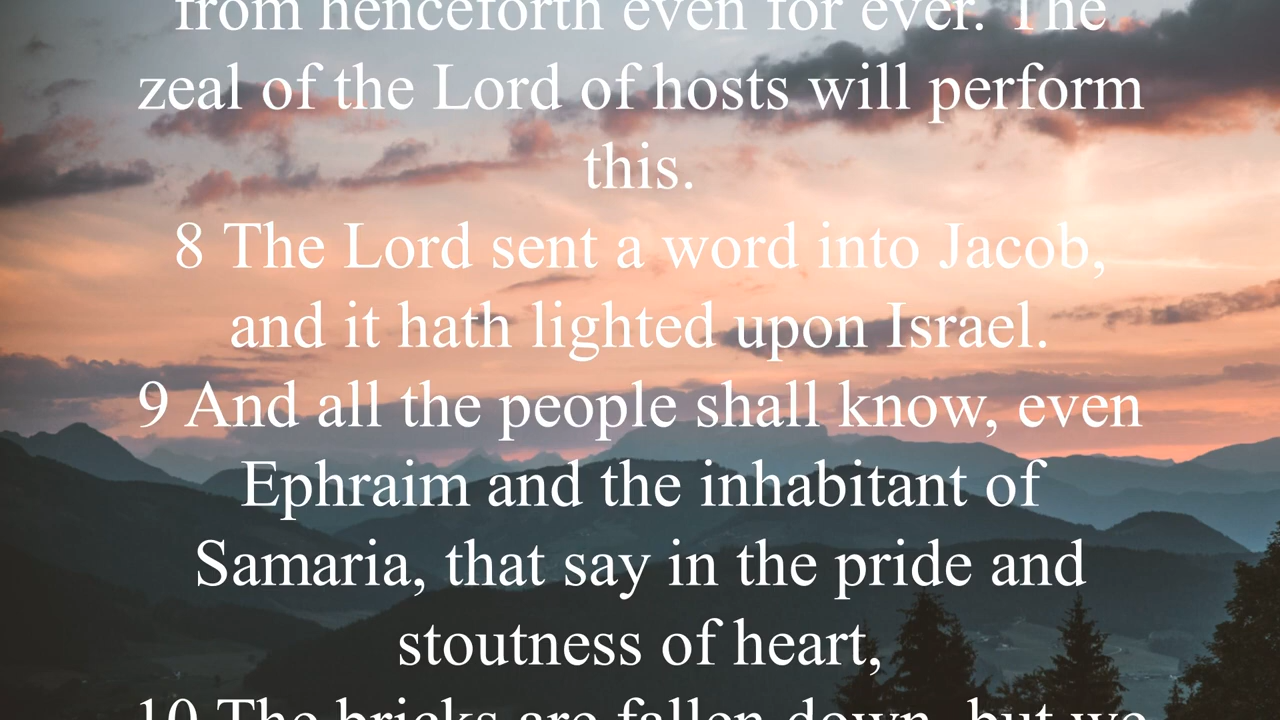 from henceforth even for ever. The
zeal of the Lord of hosts will perform
this.
8 The Lord sent a word into Jacob,
and it hath lighted upon Israel.
9 And all the people shall know, even
Ephraim and the inhabitant of
Samaria, that say in the pride and
stoutness of heart,
10 The bricks are fallen down, but we